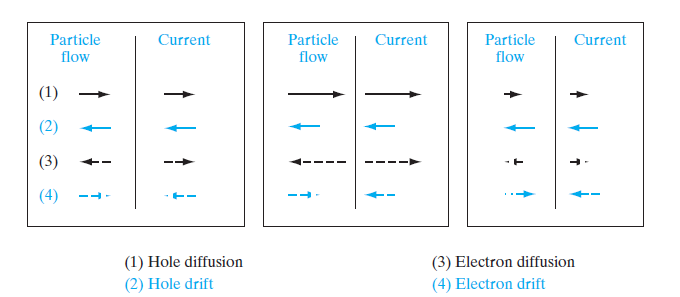 Particle Current Particle Current Particle Current
flow flow flow
(1)
(2)
(3)
(4)
(1) Hole diffusion (3) Electron diffusion
(2) Hole drift (4) Electron drift